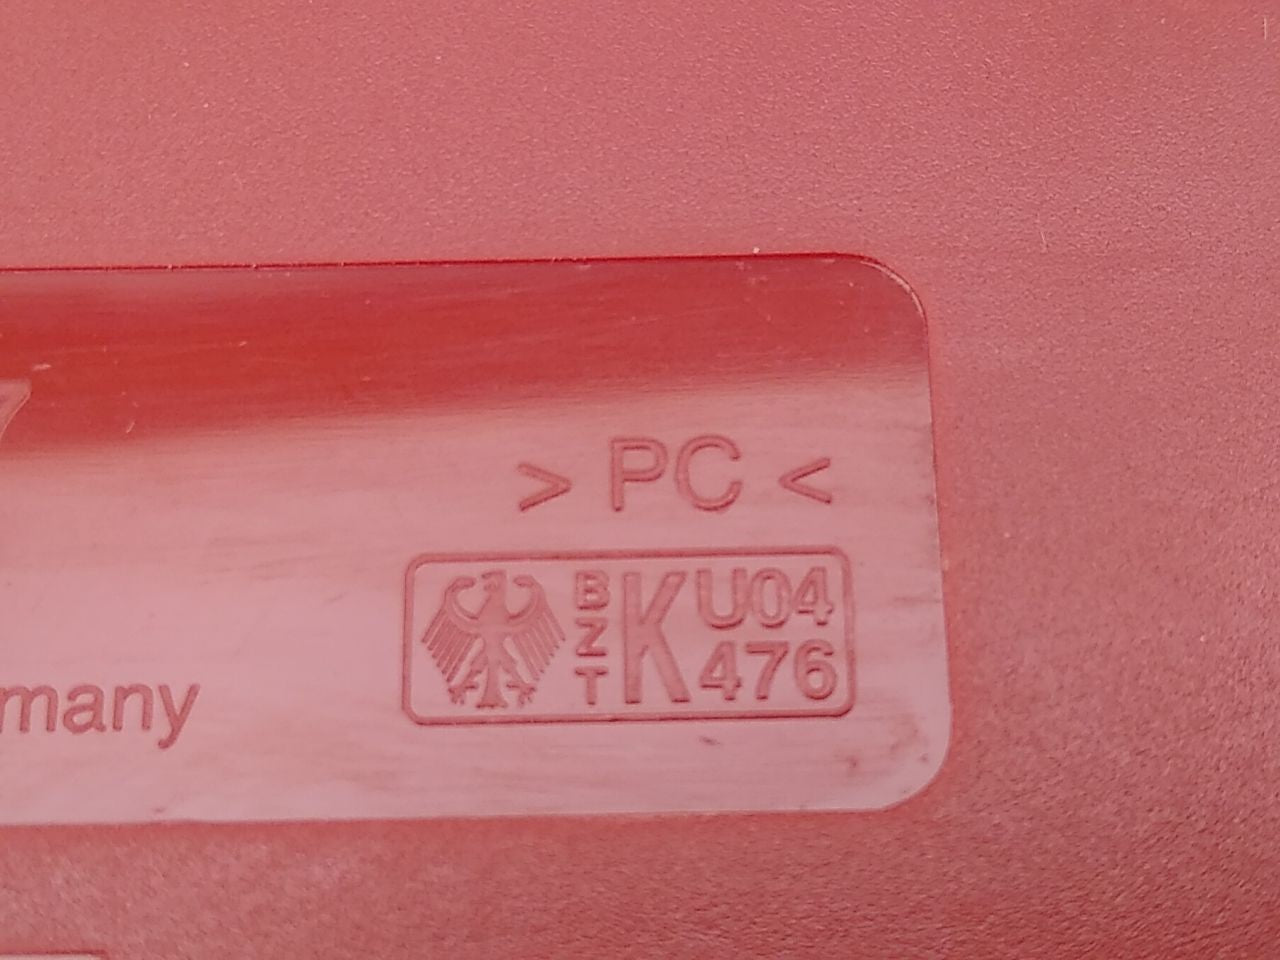 > PC <
BZT K U04
476
many